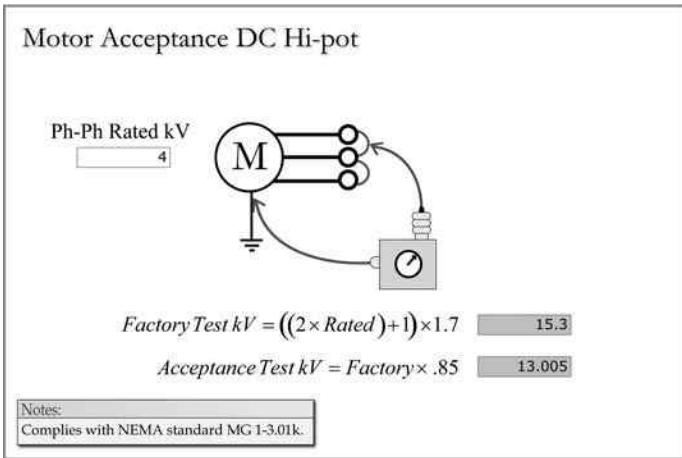 Motor Acceptance DC Hi-pot
Ph-Ph Rated kV
4
M
Factory Test kV = ((2 × Rated) + 1) × 1.7 15.3
Acceptance Test kV = Factory × .85 13.005
Notes:
Complies with NEMA standard MG 1-3.01k.